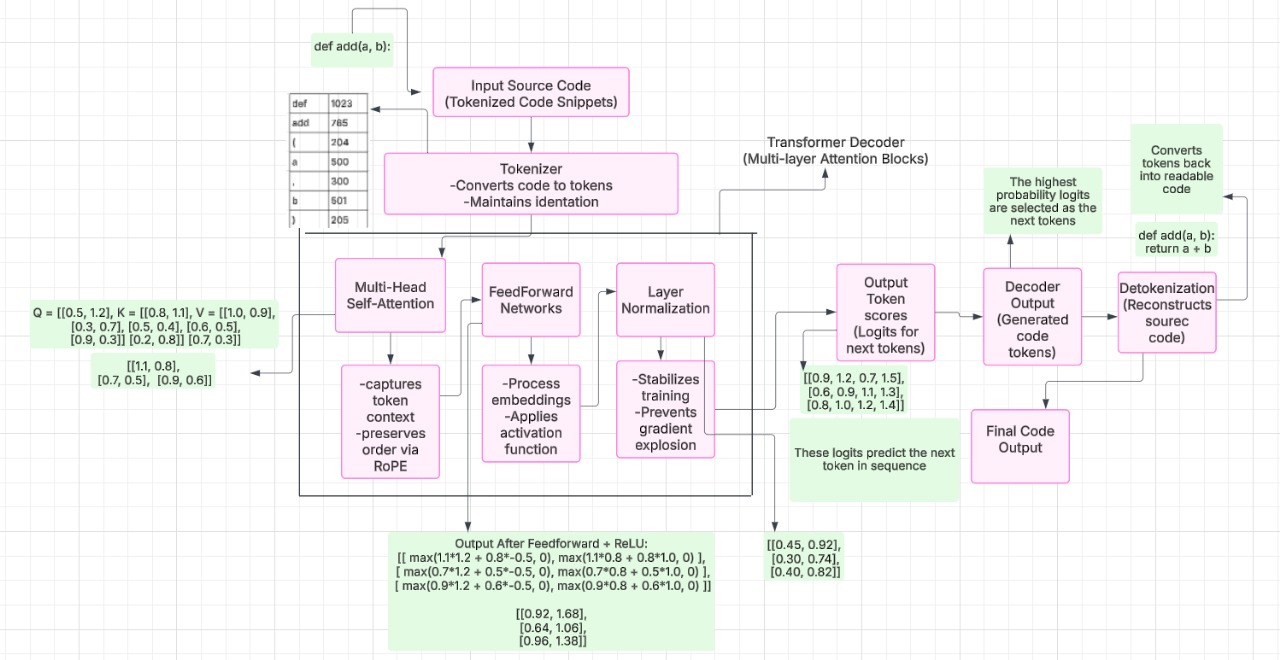 def add(a, b):
Input Source Code
(Tokenized Code Snippets)
def 1023
add 765
( 204
a 500
, 300
b 501
) 205
Tokenizer
-Converts code to tokens
-Maintains identation
Transformer Decoder
(Multi-layer Attention Blocks)
Multi-Head
Self-Attention
FeedForward
Networks
Layer
Normalization
-captures
token
context
-preserves
order via
RoPE
-Process
embeddings
-Applies
activation
function
-Stabilizes
training
-Prevents
gradient
explosion
Q = [[0.5, 1.2], K = [[0.8, 1.1], V = [[1.0, 0.9],
[0.3, 0.7], [0.5, 0.4], [0.6, 0.5],
[0.9, 0.3]] [0.2, 0.8]] [0.7, 0.3]]
[[1.1, 0.8],
[0.7, 0.5], [0.9, 0.6]]
Output After Feedforward + ReLU:
[[ max(1.1*1.2 + 0.8*-0.5, 0), max(1.1*0.8 + 0.8*1.0, 0) ],
[ max(0.7*1.2 + 0.5*-0.5, 0), max(0.7*0.8 + 0.5*1.0, 0) ],
[ max(0.9*1.2 + 0.6*-0.5, 0), max(0.9*0.8 + 0.6*1.0, 0) ]]
[[0.92, 1.68],
[0.64, 1.06],
[0.96, 1.38]]
[[0.45, 0.92],
[0.30, 0.74],
[0.40, 0.82]]
Output
Token
scores
(Logits for
next tokens)
[[0.9, 1.2, 0.7, 1.5],
[0.6, 0.9, 1.1, 1.3],
[0.8, 1.0, 1.2, 1.4]]
These logits predict the next
token in sequence
The highest
probability logits
are selected as the
next tokens
Decoder
Output
(Generated
code
tokens)
Converts
tokens back
into readable
code
def add(a, b):
return a + b
Detokenization
(Reconstructs
sourec
code)
Final Code
Output